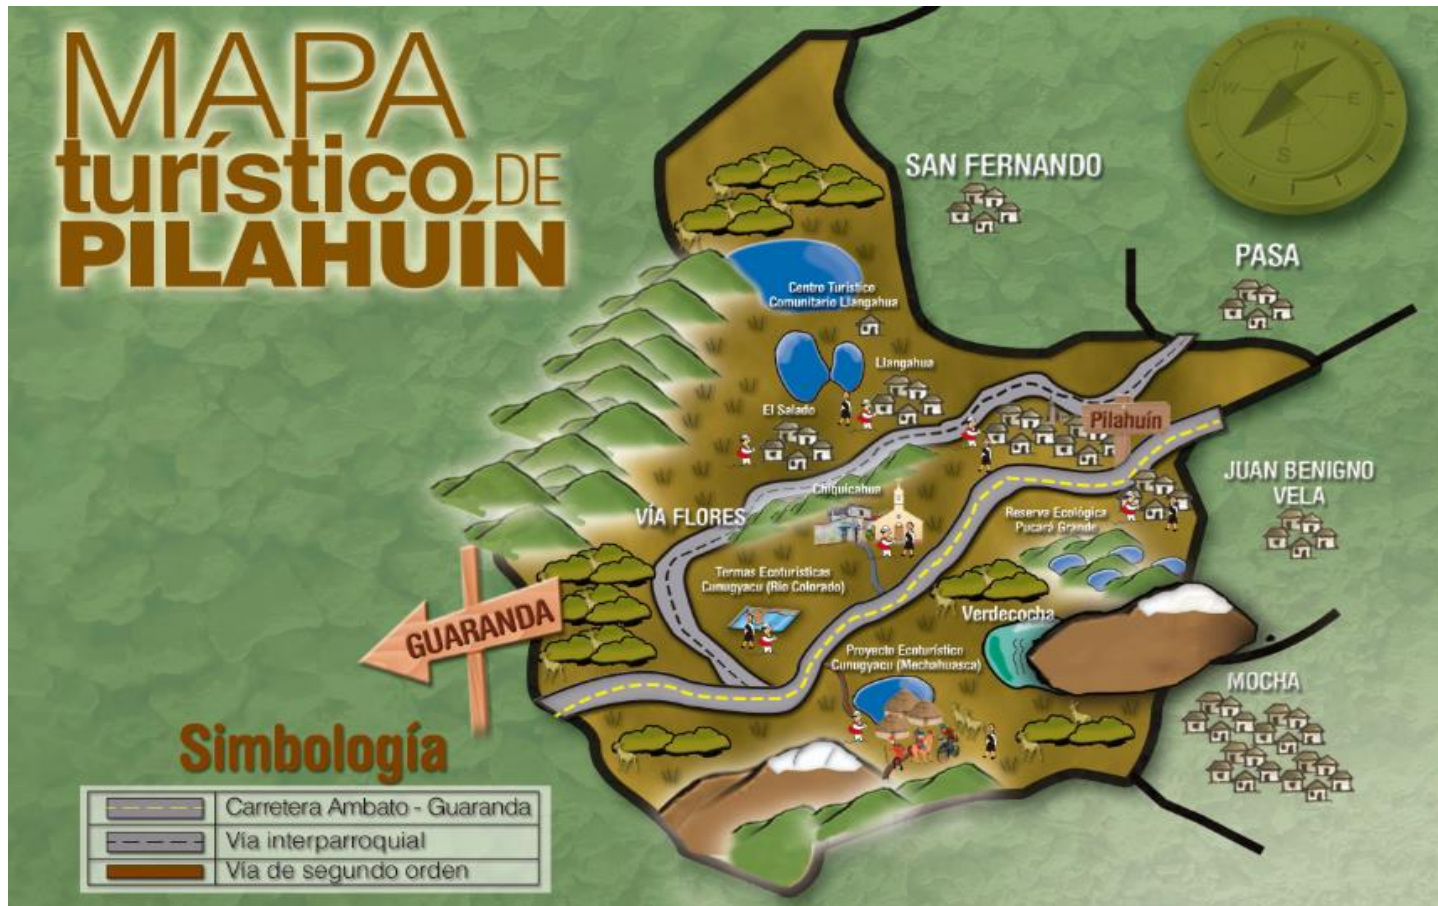 MAPA
turístico DE
PILAHUÍN
N
W
E
S
SAN FERNANDO
PASA
Centro Turístico
Comunitario Llangahua
Llangahua
El Salado
Pilahuín
JUAN BENIGNO
VELA
Chiquicahua
VÍA FLORES
Reserva Ecológica
Pucará Grande
Termas Ecoturísticas
Cunugyacu (Río Colorado)
Verdecocha
GUARANDA
Proyecto Ecoturístico
Cunugyacu (Mechahuasca)
MOCHA
Simbología
Carretera Ambato - Guaranda
Vía interparroquial
Vía de segundo orden